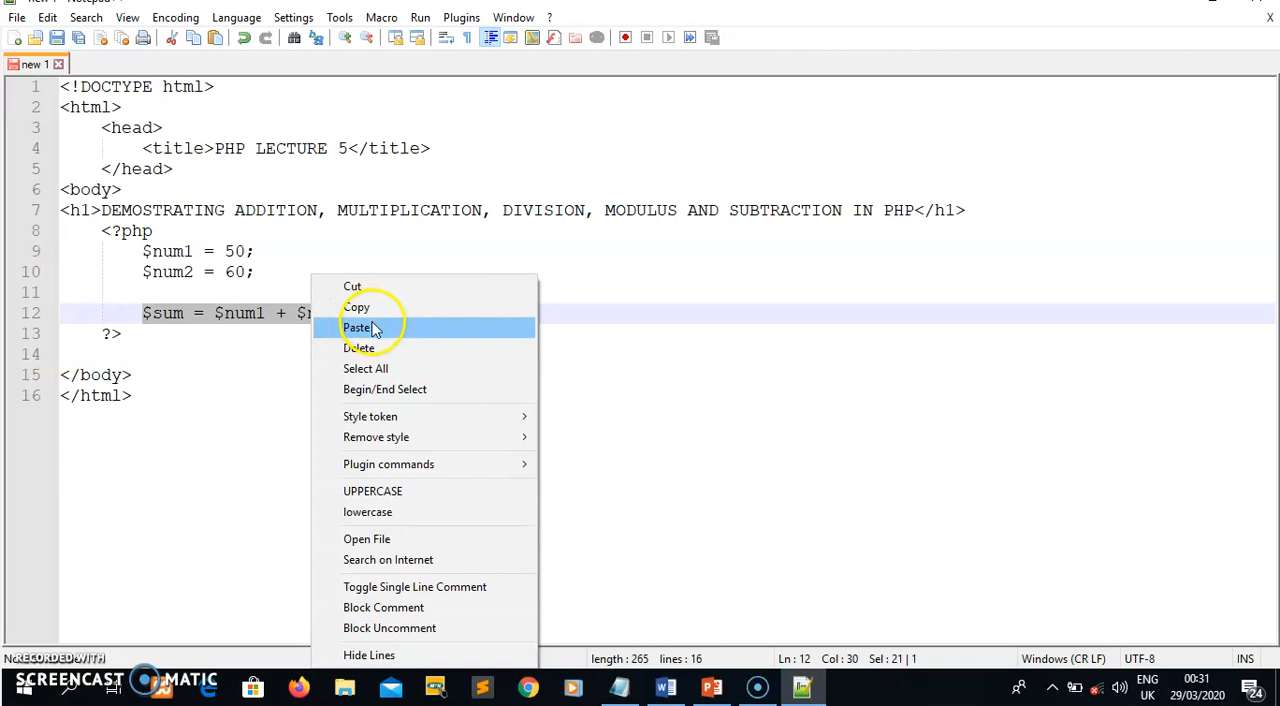 new 1 - Notepad++
File Edit Search View Encoding Language Settings Tools Macro Run Plugins Window ? X
new 1
1 <!DOCTYPE html>
2 <html>
3 <head>
4 <title>PHP LECTURE 5</title>
5 </head>
6 <body>
7 <h1>DEMOSTRATING ADDITION, MULTIPLICATION, DIVISION, MODULUS AND SUBTRACTION IN PHP</h1>
8 <?php
9 $num1 = 50;
10 $num2 = 60;
11
12 $sum = $num1 + $n
13 ?>
14
15 </body>
16 </html>
Cut
Copy
Paste
Delete
Select All
Begin/End Select
Style token
Remove style
Plugin commands
UPPERCASE
lowercase
Open File
Search on Internet
Toggle Single Line Comment
Block Comment
Block Uncomment
Hide Lines
length : 265 lines : 16 Ln : 12 Col : 30 Sel : 21 | 1 Windows (CR LF) UTF-8 INS
RECORDED WITH
SCREENCAST MATIC
ENG
UK
00:31
29/03/2020
24